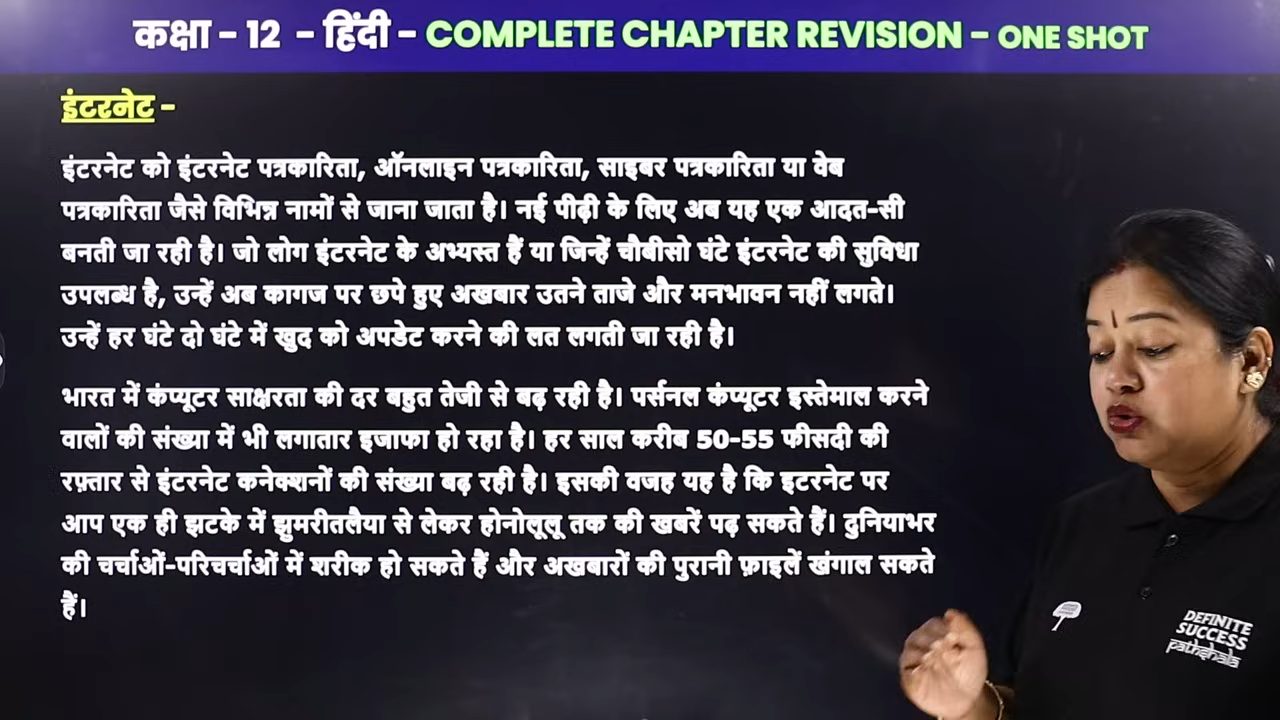 कक्षा - 12 - हिंदी - COMPLETE CHAPTER REVISION - ONE SHOT
इंटरनेट -
इंटरनेट को इंटरनेट पत्रकारिता, ऑनलाइन पत्रकारिता, साइबर पत्रकारिता या वेब
पत्रकारिता जैसे विभिन्न नामों से जाना जाता है। नई पीढ़ी के लिए अब यह एक आदत-सी
बनती जा रही है। जो लोग इंटरनेट के अभ्यस्त हैं या जिन्हें चौबीसो घंटे इंटरनेट की सुविधा
उपलब्ध है, उन्हें अब कागज पर छपे हुए अखबार उतने ताजे और मनभावन नहीं लगते।
उन्हें हर घंटे दो घंटे में खुद को अपडेट करने की लत लगती जा रही है।
भारत में कंप्यूटर साक्षरता की दर बहुत तेजी से बढ़ रही है। पर्सनल कंप्यूटर इस्तेमाल करने
वालों की संख्या में भी लगातार इजाफा हो रहा है। हर साल करीब 50-55 फीसदी की
रफ़्तार से इंटरनेट कनेक्शनों की संख्या बढ़ रही है। इसकी वजह यह है कि इटरनेट पर
आप एक ही झटके में झुमरीतलैया से लेकर होनोलूलू तक की खबरें पढ़ सकते हैं। दुनियाभर
की चर्चाओं-परिचर्चाओं में शरीक हो सकते हैं और अखबारों की पुरानी फ़ाइलें खंगाल सकते
हैं।
DEFINITE
SUCCESS
pathshala